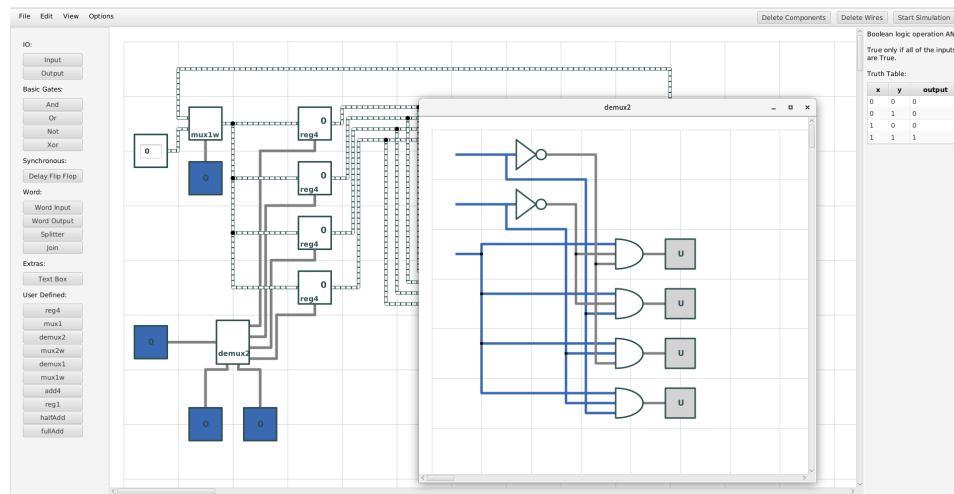 File Edit View Options
Delete Components Delete Wires Start Simulation
IO:
Input
Output
Basic Gates:
And
Or
Not
Xor
Synchronous:
Delay Flip Flop
Word:
Word Input
Word Output
Splitter
Join
Extras:
Text Box
User Defined:
reg4
mux1
demux2
mux2w
demux1
mux1w
add4
reg1
halfAdd
fullAdd
0
mux1w
0
0
reg4
0
reg4
0
reg4
0
reg4
0
demux2
0
0
demux2
U
U
U
U
Boolean logic operation AN
True only if all of the inputs
are True.
Truth Table:
x y output
0 0 0
0 1 0
1 0 0
1 1 1